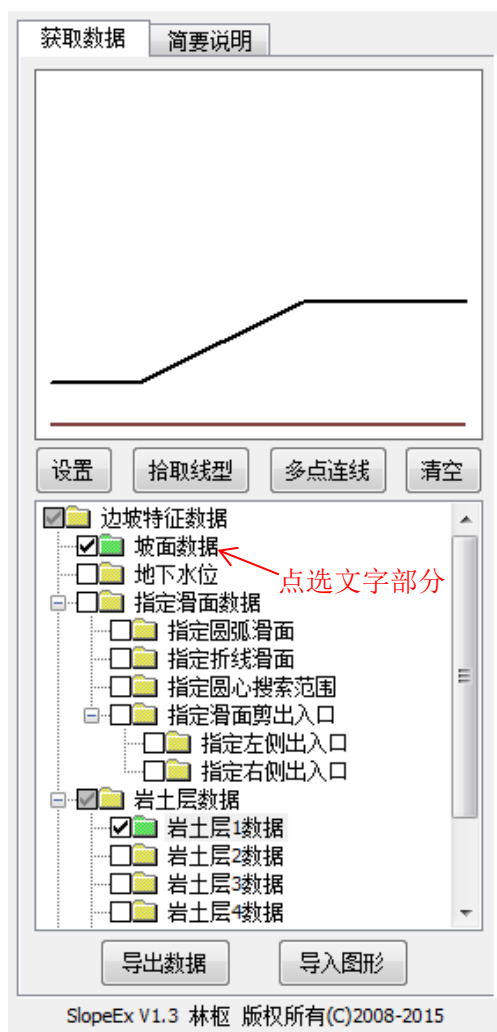 获取数据 简要说明
设置 拾取线型 多点连线 清空
边坡特征数据
坡面数据
点选文字部分
地下水位
指定滑面数据
指定圆弧滑面
指定折线滑面
指定圆心搜索范围
指定滑面剪出入口
指定左侧出入口
指定右侧出入口
岩土层数据
岩土层1数据
岩土层2数据
岩土层3数据
岩土层4数据
导出数据 导入图形
SlopeEx V1.3 林枢 版权所有(C)2008-2015